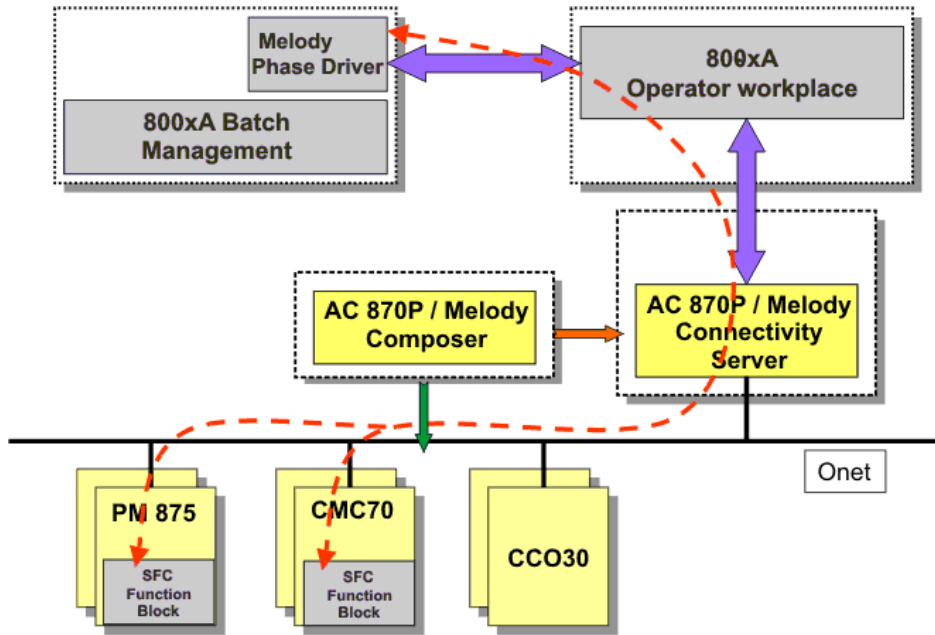 Melody
Phase Driver
800xA Batch
Management
800xA
Operator workplace
AC 870P / Melody
Composer
AC 870P / Melody
Connectivity
Server
Onet
PM 875
SFC
Function
Block
CMC70
SFC
Function
Block
CCO30